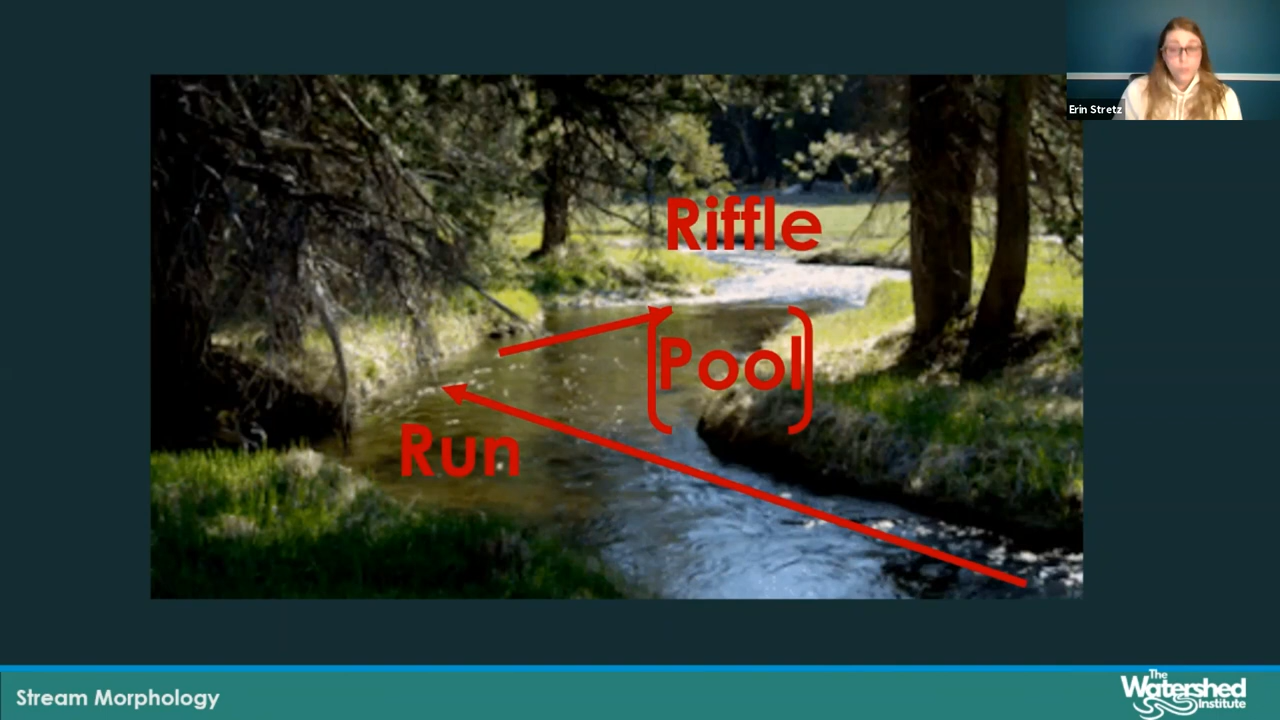 Erin Stretz
Riffle
Pool
Run
Stream Morphology
The
Watershed
Institute